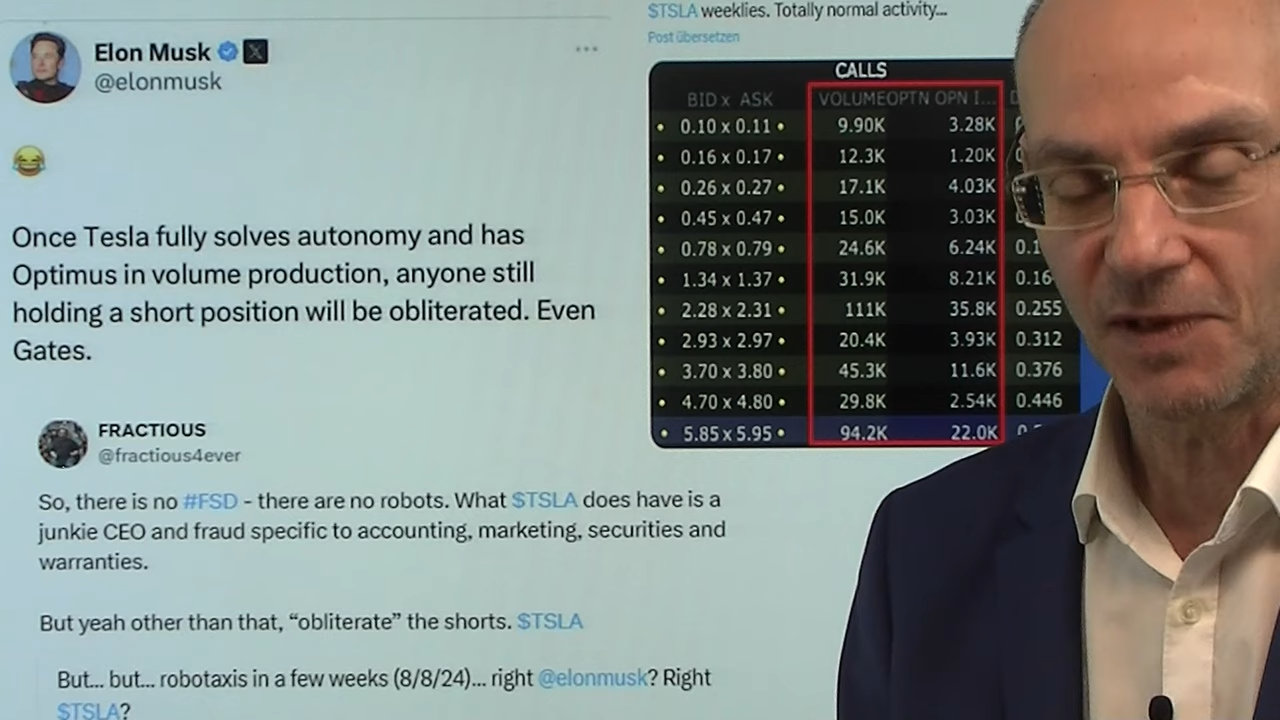 Elon Musk
@elonmusk
😂
Once Tesla fully solves autonomy and has
Optimus in volume production, anyone still
holding a short position will be obliterated. Even
Gates.
FRACTIOUS
@fractious4ever
So, there is no #FSD - there are no robots. What $TSLA does have is a
junkie CEO and fraud specific to accounting, marketing, securities and
warranties.
But yeah other than that, “obliterate” the shorts. $TSLA
But... but... robotaxis in a few weeks (8/8/24)... right @elonmusk? Right
$TSLA?
$TSLA weeklies. Totally normal activity...
Post übersetzen
CALLS
BID x ASK VOLUME OPTN OPN I...
0.10 x 0.11 9.90K 3.28K
0.16 x 0.17 12.3K 1.20K
0.26 x 0.27 17.1K 4.03K
0.45 x 0.47 15.0K 3.03K
0.78 x 0.79 24.6K 6.24K
1.34 x 1.37 31.9K 8.21K 0.16
2.28 x 2.31 111K 35.8K 0.255
2.93 x 2.97 20.4K 3.93K 0.312
3.70 x 3.80 45.3K 11.6K 0.376
4.70 x 4.80 29.8K 2.54K 0.446
5.85 x 5.95 94.2K 22.0K